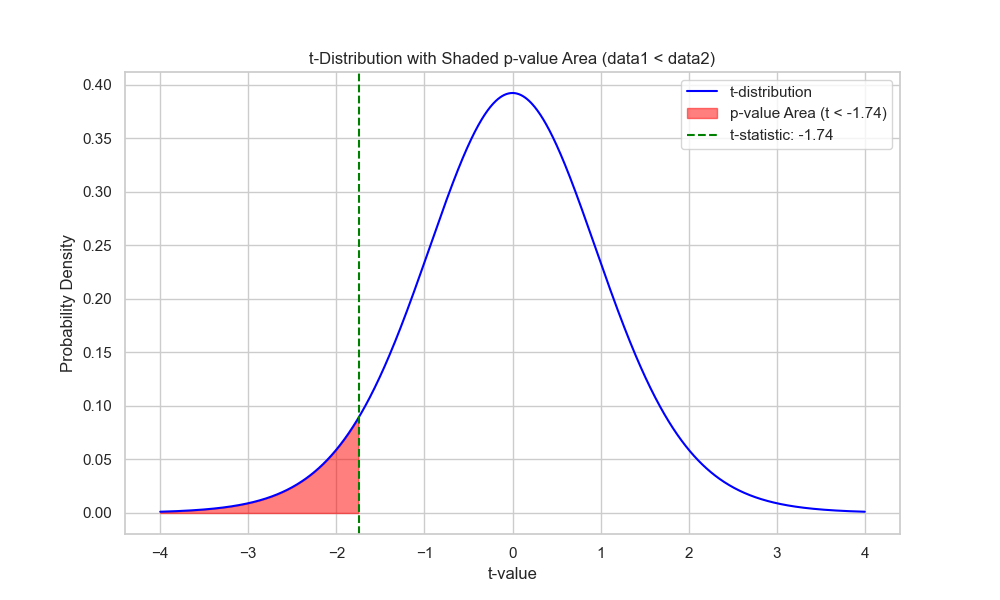 t-Distribution with Shaded p-value Area (data1 < data2)
t-distribution
p-value Area (t < -1.74)
t-statistic: -1.74
Probability Density
0.40
0.35
0.30
0.25
0.20
0.15
0.10
0.05
0.00
−4 −3 −2 −1 0 1 2 3 4
t-value